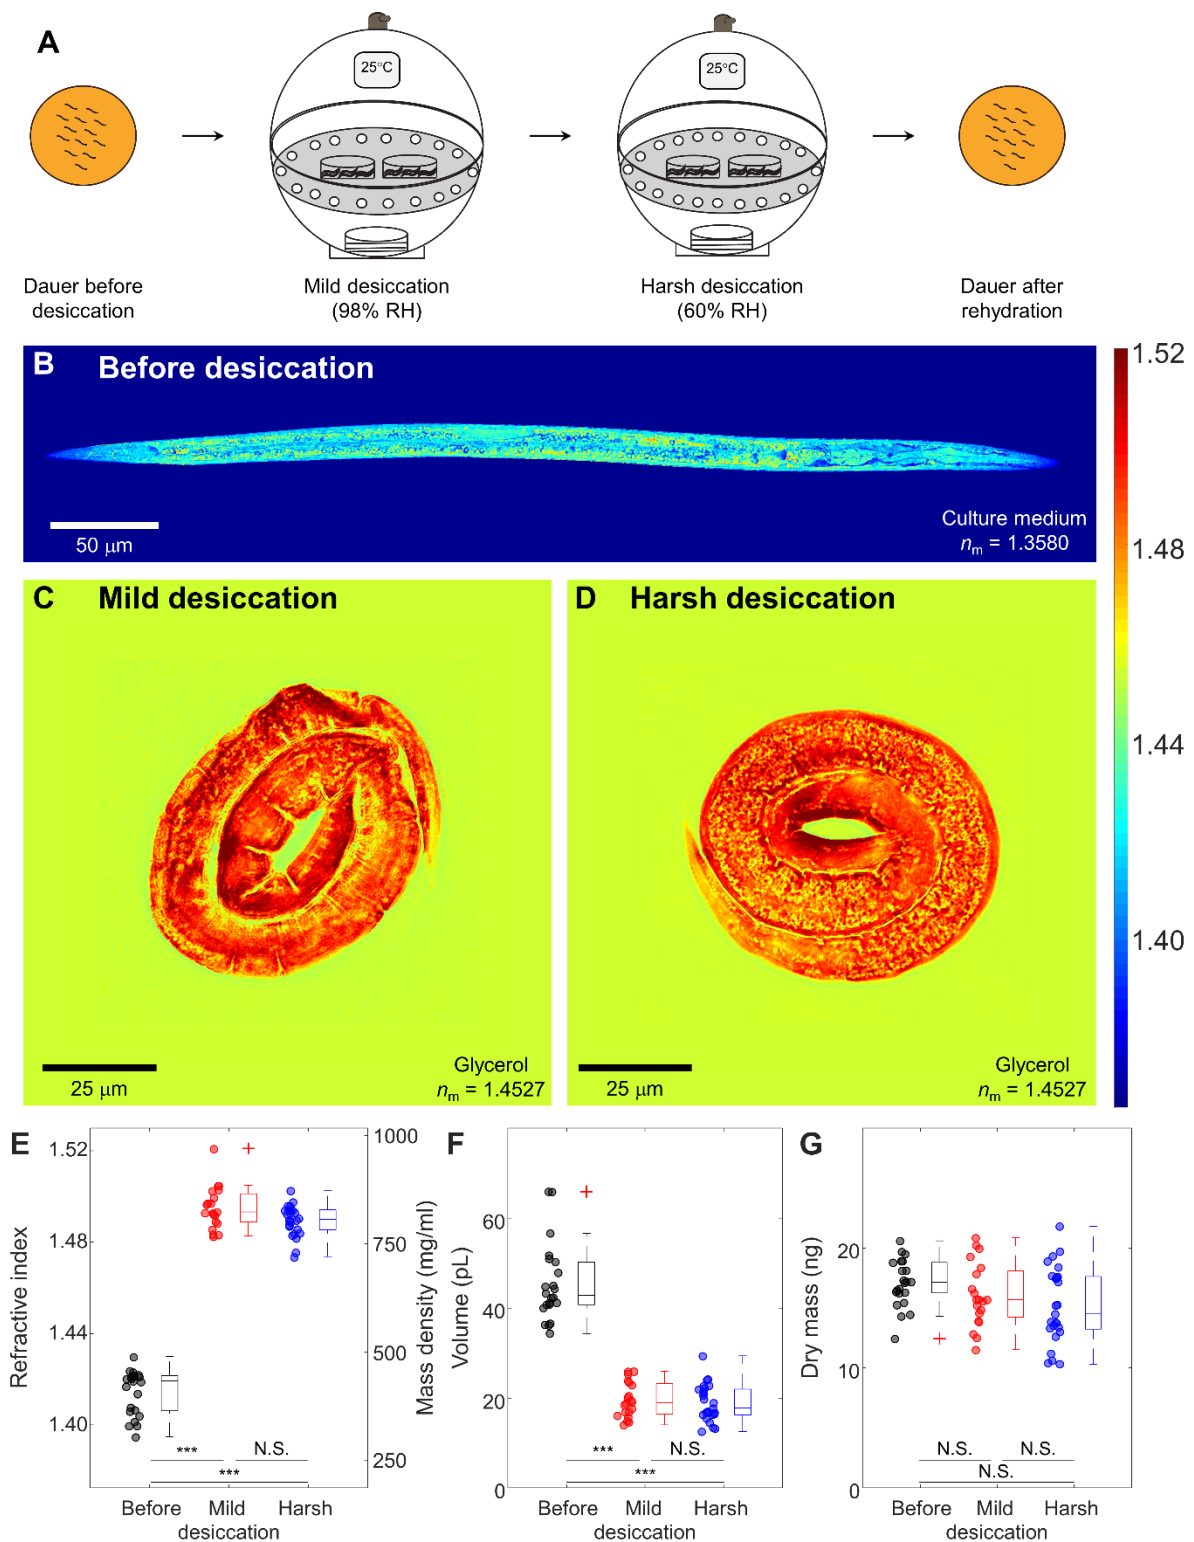 A
25°C
25°C
Dauer before
desiccation
Mild desiccation
(98% RH)
Harsh desiccation
(60% RH)
Dauer after
rehydration
B Before desiccation
50 μm
Culture medium
nm = 1.3580
1.52
1.48
1.44
1.40
C Mild desiccation
25 μm
Glycerol
nm = 1.4527
D Harsh desiccation
25 μm
Glycerol
nm = 1.4527
E
Refractive index
1.52
1.48
1.44
1.40
Mass density (mg/ml)
1000
750
500
250
***
N.S.
***
Before Mild Harsh
desiccation
F
Volume (pL)
60
40
20
0
***
N.S.
***
Before Mild Harsh
desiccation
G
Dry mass (ng)
20
10
0
N.S.
N.S.
N.S.
Before Mild Harsh
desiccation